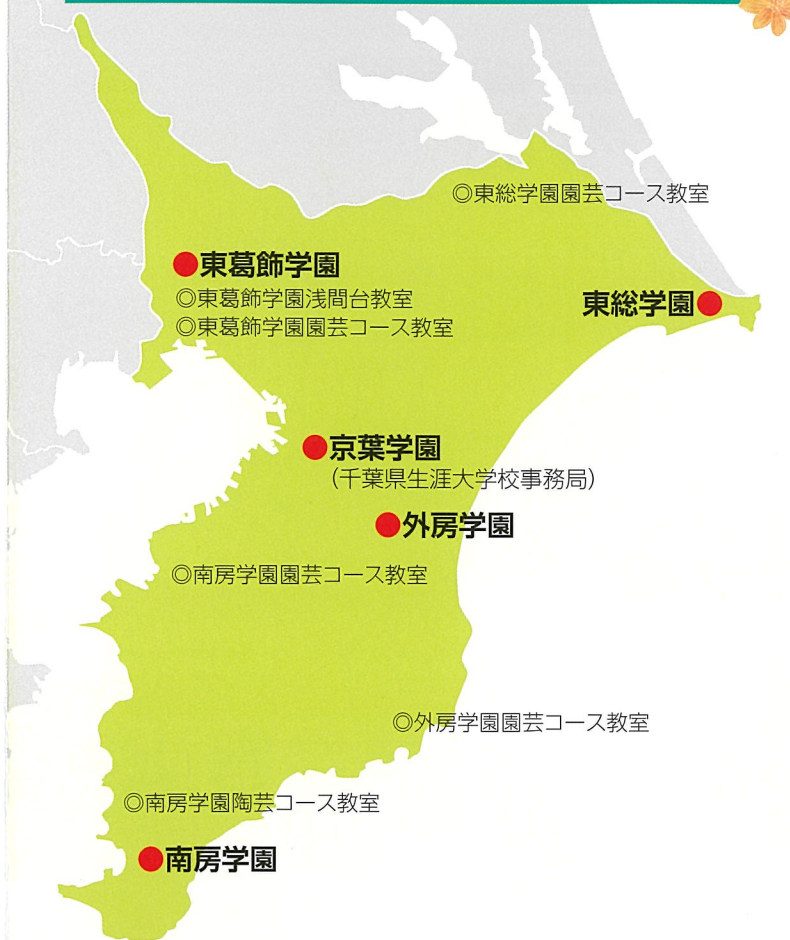 ◎東総学園園芸コース教室
●東葛飾学園
◎東葛飾学園浅間台教室
◎東葛飾学園園芸コース教室
東総学園●
●京葉学園
(千葉県生涯大学校事務局)
●外房学園
◎南房学園園芸コース教室
◎外房学園園芸コース教室
◎南房学園陶芸コース教室
●南房学園